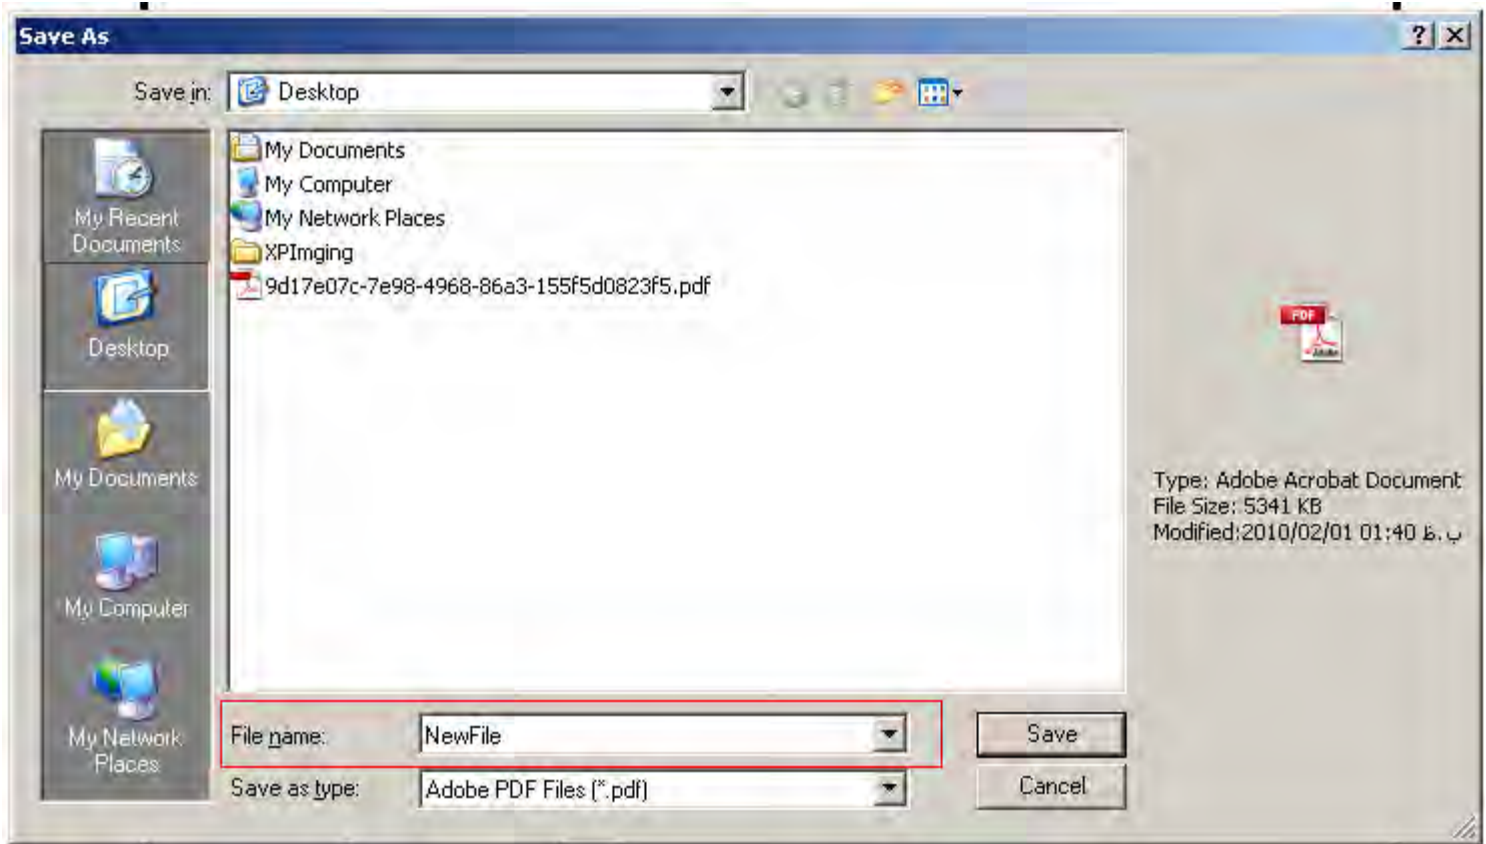 Save As
Save in: Desktop
My Documents
My Computer
My Network Places
XPImging
9d17e07c-7e98-4968-86a3-155f5d0823f5.pdf
My Recent
Documents
Desktop
My Documents
My Computer
My Network
Places
PDF
Adobe
Type: Adobe Acrobat Document
File Size: 5341 KB
Modified:2010/02/01 01:40 ب.ظ
File name: NewFile
Save
Save as type: Adobe PDF Files (*.pdf)
Cancel